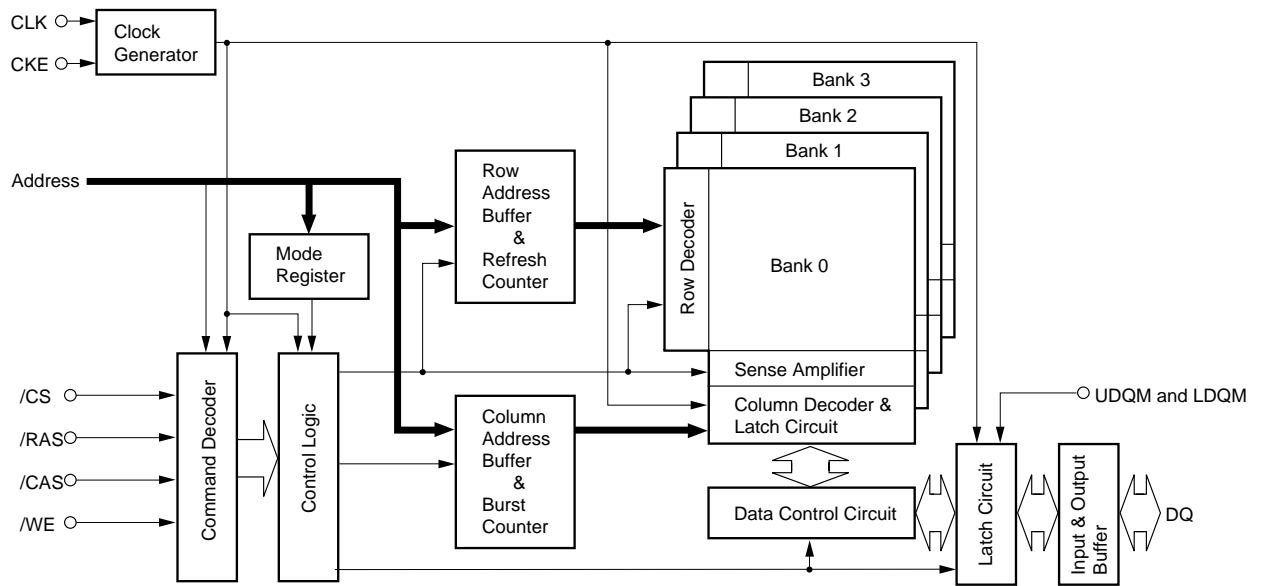 CLK
CKE
Clock
Generator
Bank 3
Bank 2
Bank 1
Address
Row
Address
Buffer
&
Refresh
Counter
Row Decoder
Bank 0
Mode
Register
Sense Amplifier
Column Decoder &
Latch Circuit
UDQM and LDQM
/CS
/RAS
/CAS
/WE
Command Decoder
Control Logic
Column
Address
Buffer
&
Burst
Counter
Data Control Circuit
Latch Circuit
Input & Output
Buffer
DQ